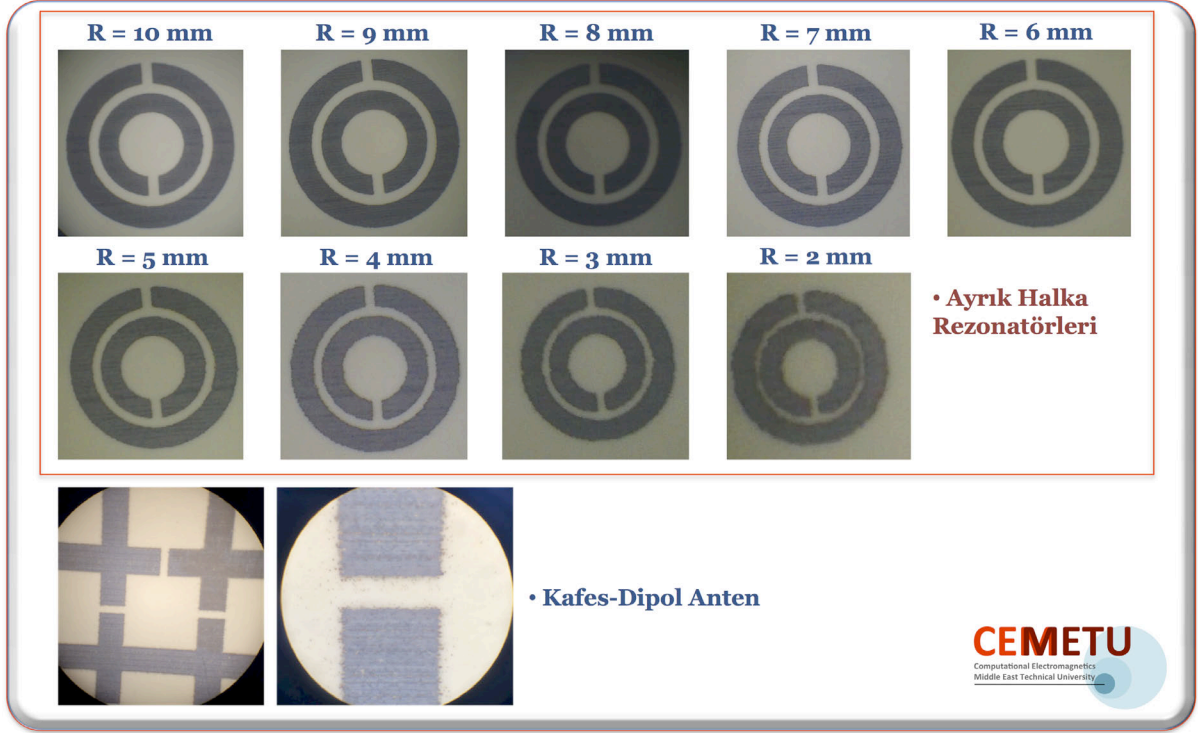 R = 10 mm
R = 9 mm
R = 8 mm
R = 7 mm
R = 6 mm
R = 5 mm
R = 4 mm
R = 3 mm
R = 2 mm
• Ayrık Halka
Rezonatörleri
• Kafes-Dipol Anten
CEMMETU
Computational Electromagnetics
Middle East Technical University